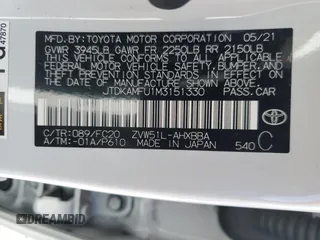 47870
MFD. BY: TOYOTA MOTOR CORPORATION 05/21
GVWR 3945LB GAWR FR 2250LB RR 2150LB
THIS VEHICLE CONFORMS TO ALL APPLICABLE
FEDERAL MOTOR VEHICLE SAFETY, BUMPER, AND
THEFT PREVENTION STANDARDS IN EFFECT ON
THE DATE OF MANUFACTURE SHOWN ABOVE.
JTDKAMFU1M3151330 PASS.CAR
C/TR:089/FC20 ZVW51L-AHXBBA
A/TM:-01A/P610 MADE IN JAPAN 540 C
DREAMBID